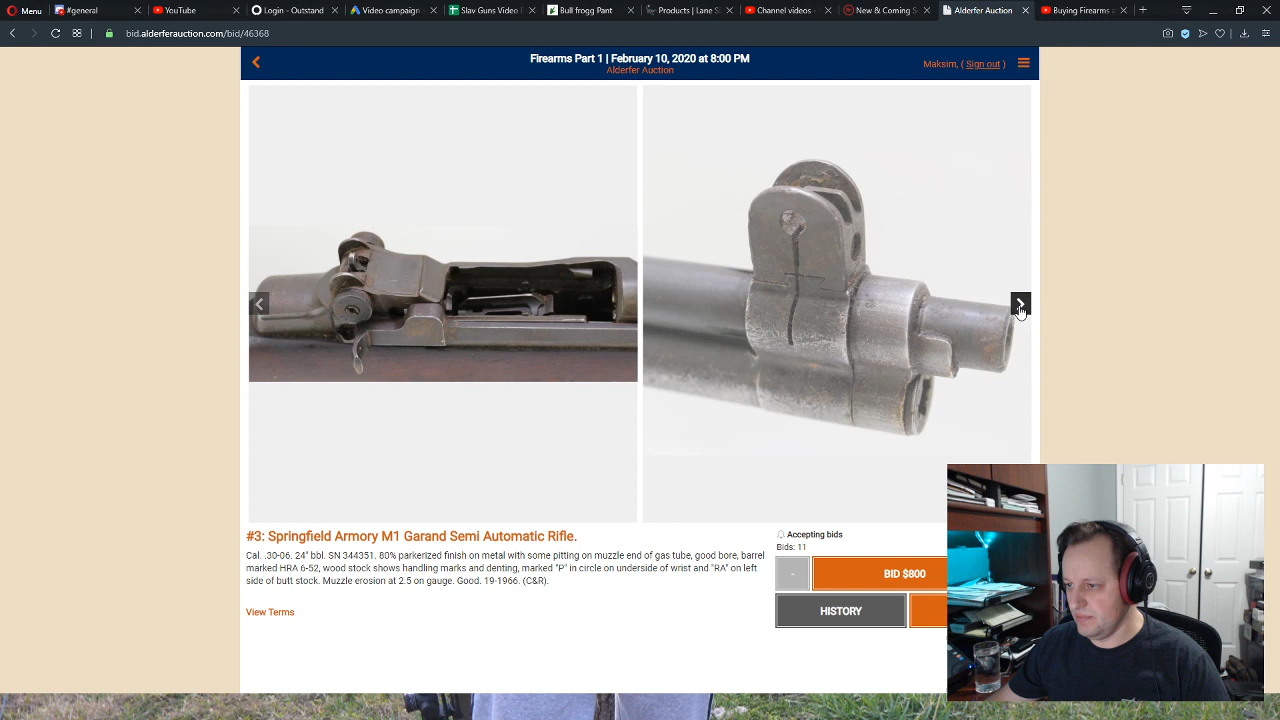 Menu
#general
YouTube
Login - Outstand
Video campaign
Slav Guns Video I
Bull frogg Pant
Products | Lane S
Channel videos -
New & Coming S
Alderfer Auction
Buying Firearms a
bid.alderferauction.com/bid/46368
Firearms Part 1 | February 10, 2020 at 8:00 PM
Alderfer Auction
Maksim, ( Sign out )
#3: Springfield Armory M1 Garand Semi Automatic Rifle.
Cal. .30-06. 24" bbl. SN 344351. 80% parkerized finish on metal with some pitting on muzzle end of gas tube, good bore, barrel
marked HRA 6-52, wood stock shows handling marks and denting, marked "P" in circle on underside of wrist and "RA" on left
side of butt stock. Muzzle erosion at 2.5 on gauge. Good. 19-1966. (C&R).
View Terms
Accepting bids
Bids: 11
-
BID $800
HISTORY